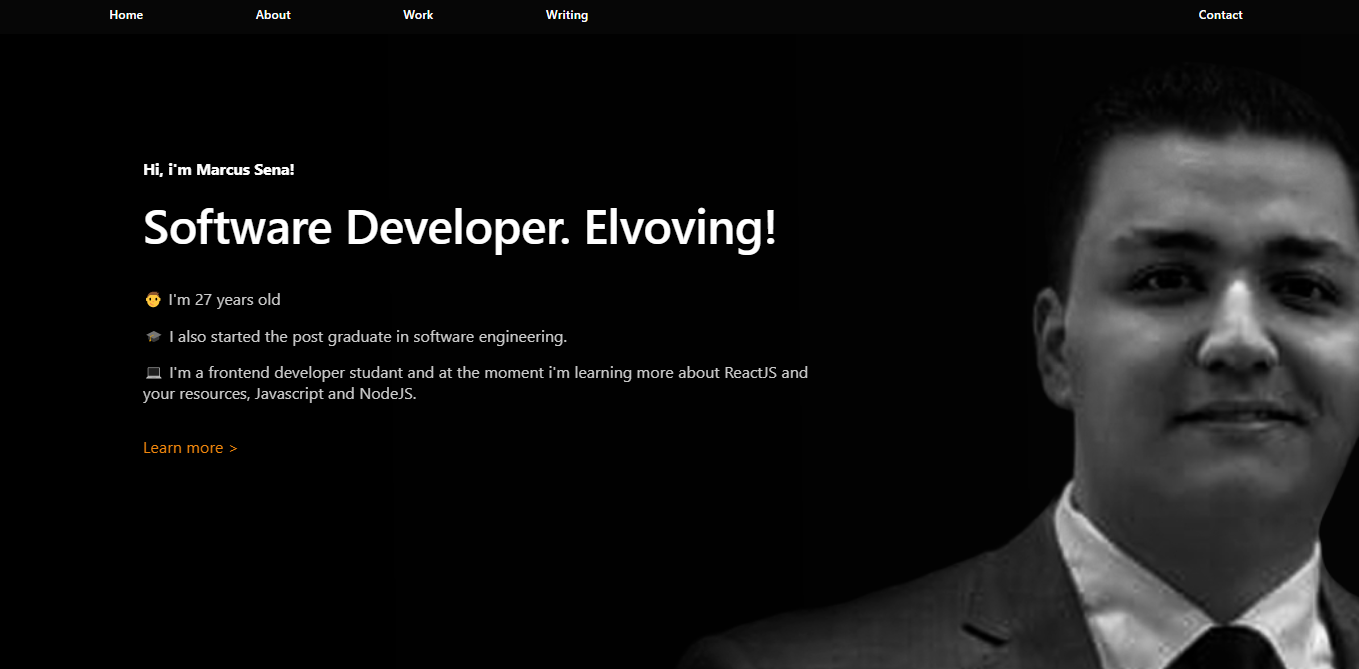 Home About Work Writing Contact
Hi, i'm Marcus Sena!
Software Developer. Elvoving!
👨 I'm 27 years old
🎓 I also started the post graduate in software engineering.
💻 I'm a frontend developer studant and at the moment i'm learning more about ReactJS and
your resources, Javascript and NodeJS.
Learn more >